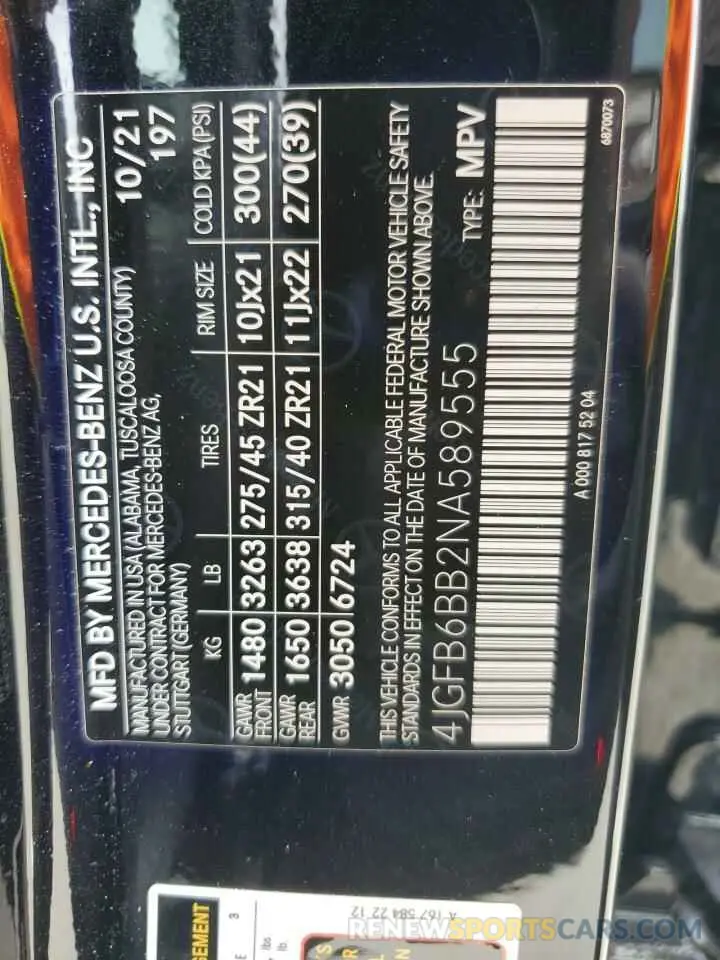 MFD BY MERCEDES-BENZ U.S. INTL., INC
MANUFACTURED IN USA (ALABAMA, TUSCALOOSA COUNTY) 10/21
UNDER CONTRACT FOR MERCEDES-BENZ AG, 197
STUTTGART (GERMANY)
KG LB TIRES RIM SIZE COLD KPA (PSI)
GAWR FRONT 1480 3263 275/45 ZR21 10Jx21 300(44)
GAWR REAR 1650 3638 315/40 ZR21 11Jx22 270(39)
GWR 3050 6724
THIS VEHICLE CONFORMS TO ALL APPLICABLE FEDERAL MOTOR VEHICLE SAFETY
STANDARDS IN EFFECT ON THE DATE OF MANUFACTURE SHOWN ABOVE.
4JGFB6BB2NA589555 TYPE: MPV
A 000 817 52 04 6870073
A 167 584 22 12
RENEWSPORTSCARS.COM